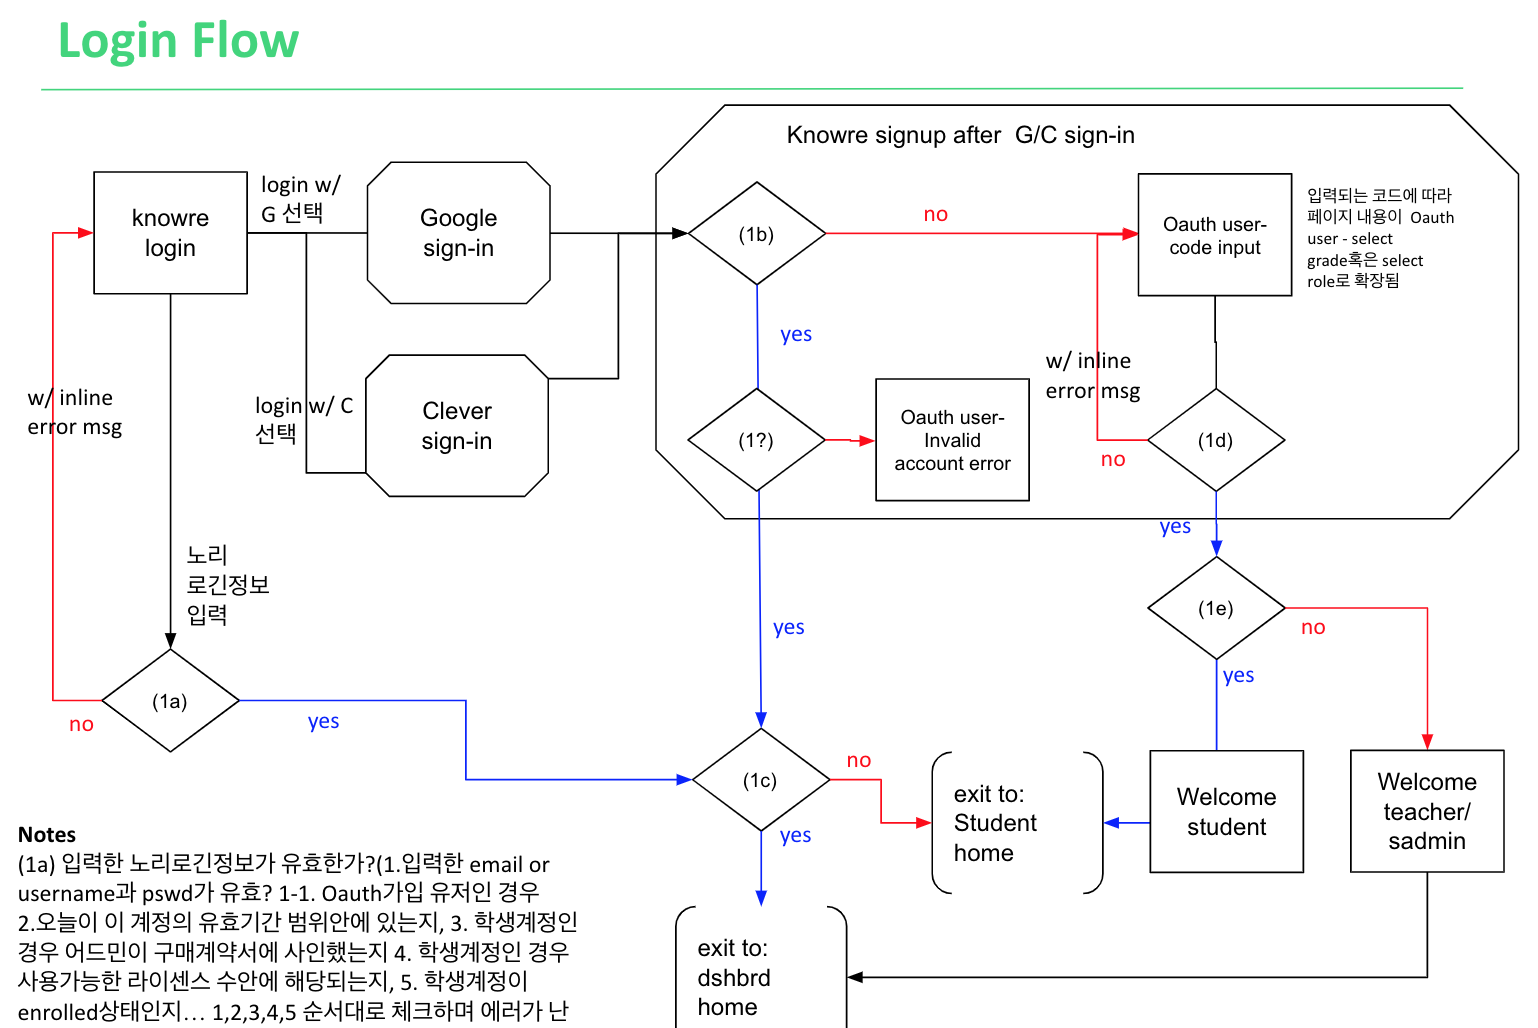 Login Flow
Knowre signup after  G/C sign-in
knowre
login
login w/
G 선택
Google
sign-in
(1b)
no
Oauth user-
code input
입력되는 코드에 따라
페이지 내용이  Oauth
user - select
grade혹은 select
role로 확장됨
yes
w/ inline
error msg
login w/ C
선택
Clever
sign-in
(1?)
Oauth user-
Invalid
account error
w/ inline
error msg
(1d)
no
yes
노리
로긴정보
입력
(1e)
no
yes
yes
(1a)
no
yes
(1c)
no
yes
exit to:
Student
home
Welcome
student
Welcome
teacher/
sadmin
exit to:
dshbrd
home
Notes
(1a) 입력한 노리로긴정보가 유효한가?(1.입력한 email or
username과 pswd가 유효? 1-1. Oauth가입 유저인 경우
2.오늘이 이 계정의 유효기간 범위안에 있는지, 3. 학생계정인
경우 어드민이 구매계약서에 사인했는지 4. 학생계정인 경우
사용가능한 라이센스 수안에 해당되는지, 5. 학생계정이
enrolled상태인지… 1,2,3,4,5 순서대로 체크하며 에러가 난